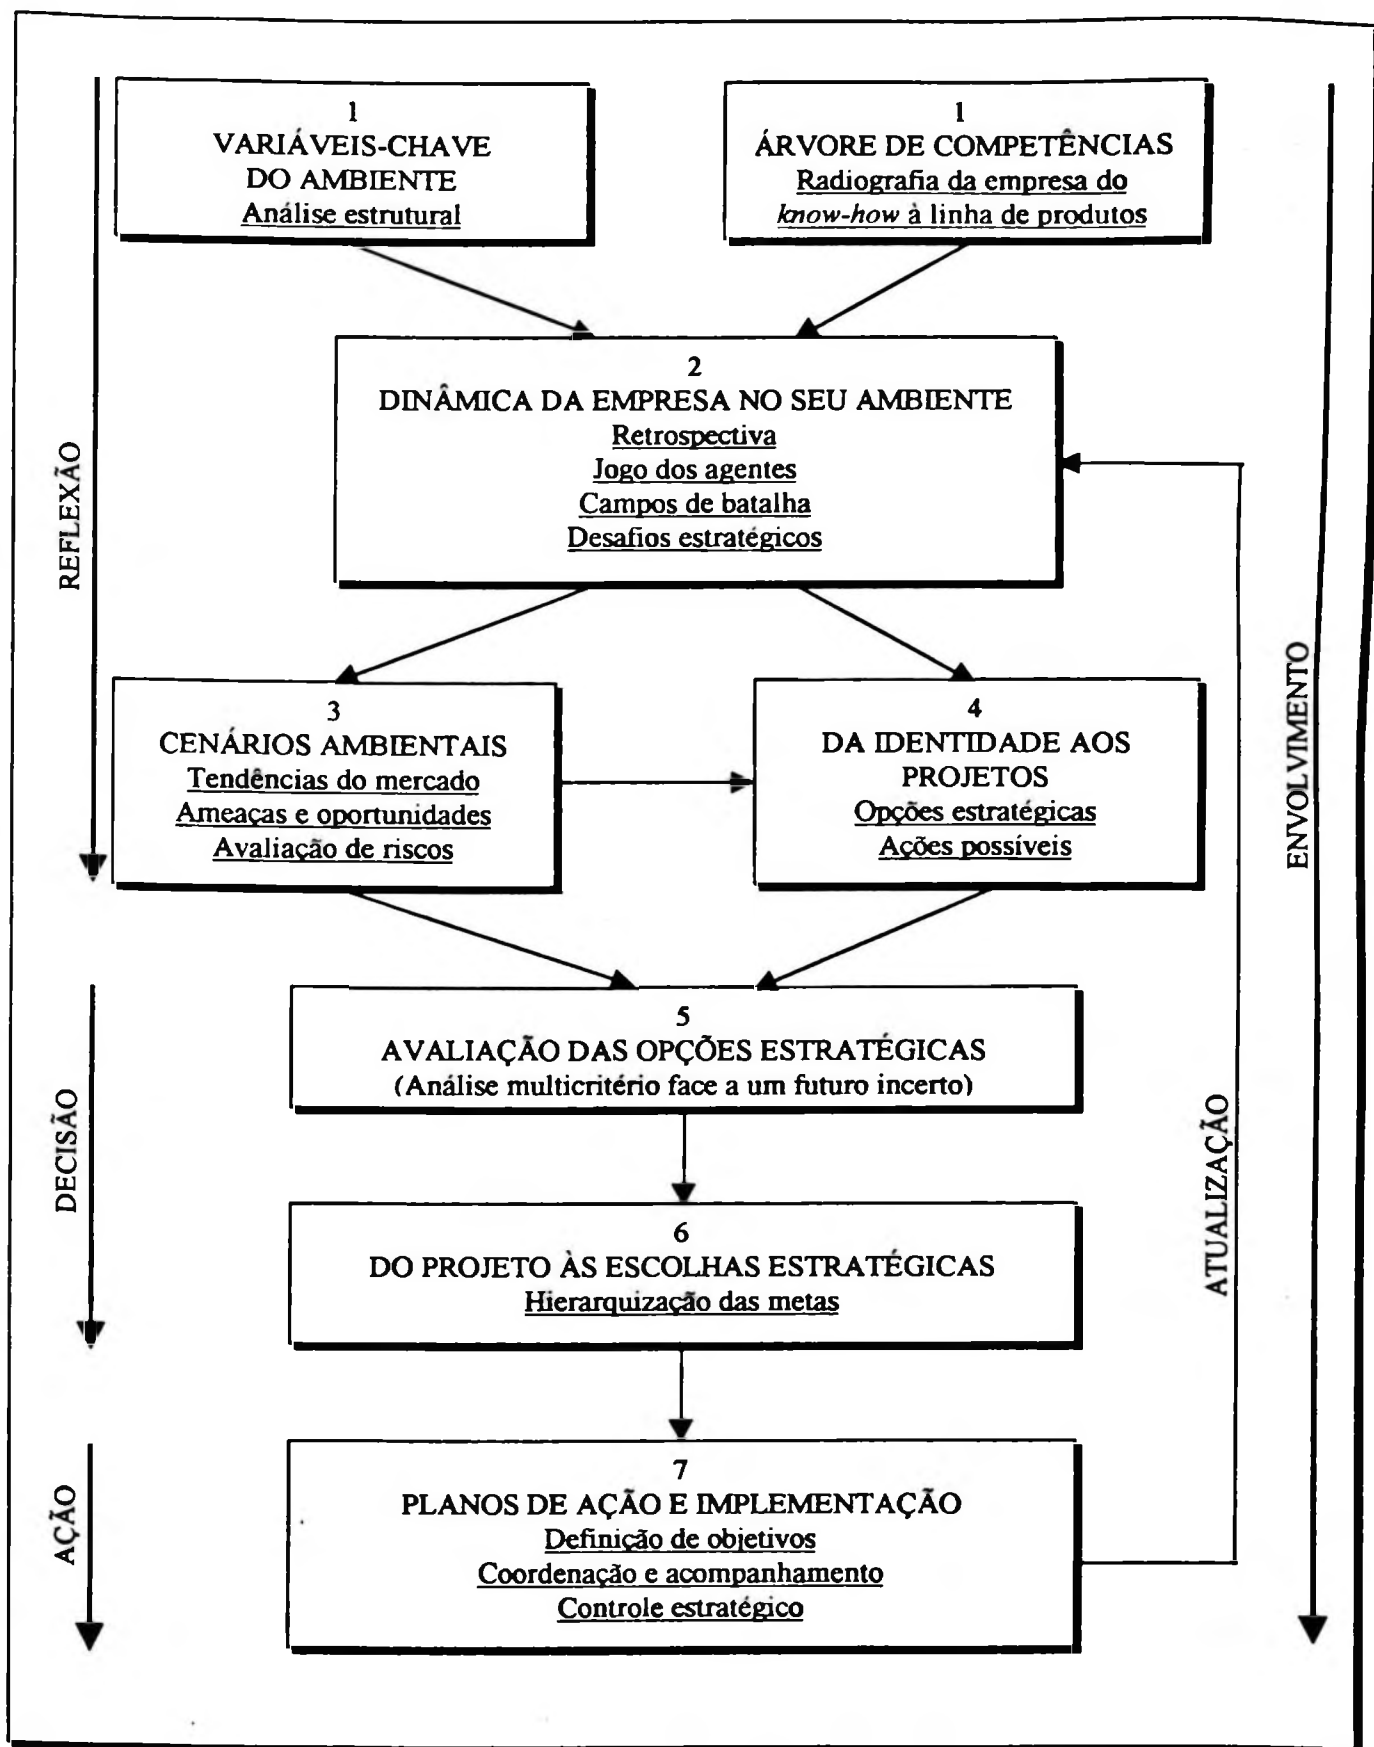 1
VARIÁVEIS-CHAVE
DO AMBIENTE
Análise estrutural
1
ÁRVORE DE COMPETÊNCIAS
Radiografia da empresa do
know-how à linha de produtos
2
DINÂMICA DA EMPRESA NO SEU AMBIENTE
Retrospectiva
Jogo dos agentes
Campos de batalha
Desafios estratégicos
REFLEXÃO
3
CENÁRIOS AMBIENTAIS
Tendências do mercado
Ameaças e oportunidades
Avaliação de riscos
4
DA IDENTIDADE AOS
PROJETOS
Opções estratégicas
Ações possíveis
ENVOLVIMENTO
5
AVALIAÇÃO DAS OPÇÕES ESTRATÉGICAS
(Análise multicritério face a um futuro incerto)
DECISÃO
ATUALIZAÇÃO
6
DO PROJETO ÀS ESCOLHAS ESTRATÉGICAS
Hierarquização das metas
7
PLANOS DE AÇÃO E IMPLEMENTAÇÃO
Definição de objetivos
Coordenação e acompanhamento
Controle estratégico
AÇÃO